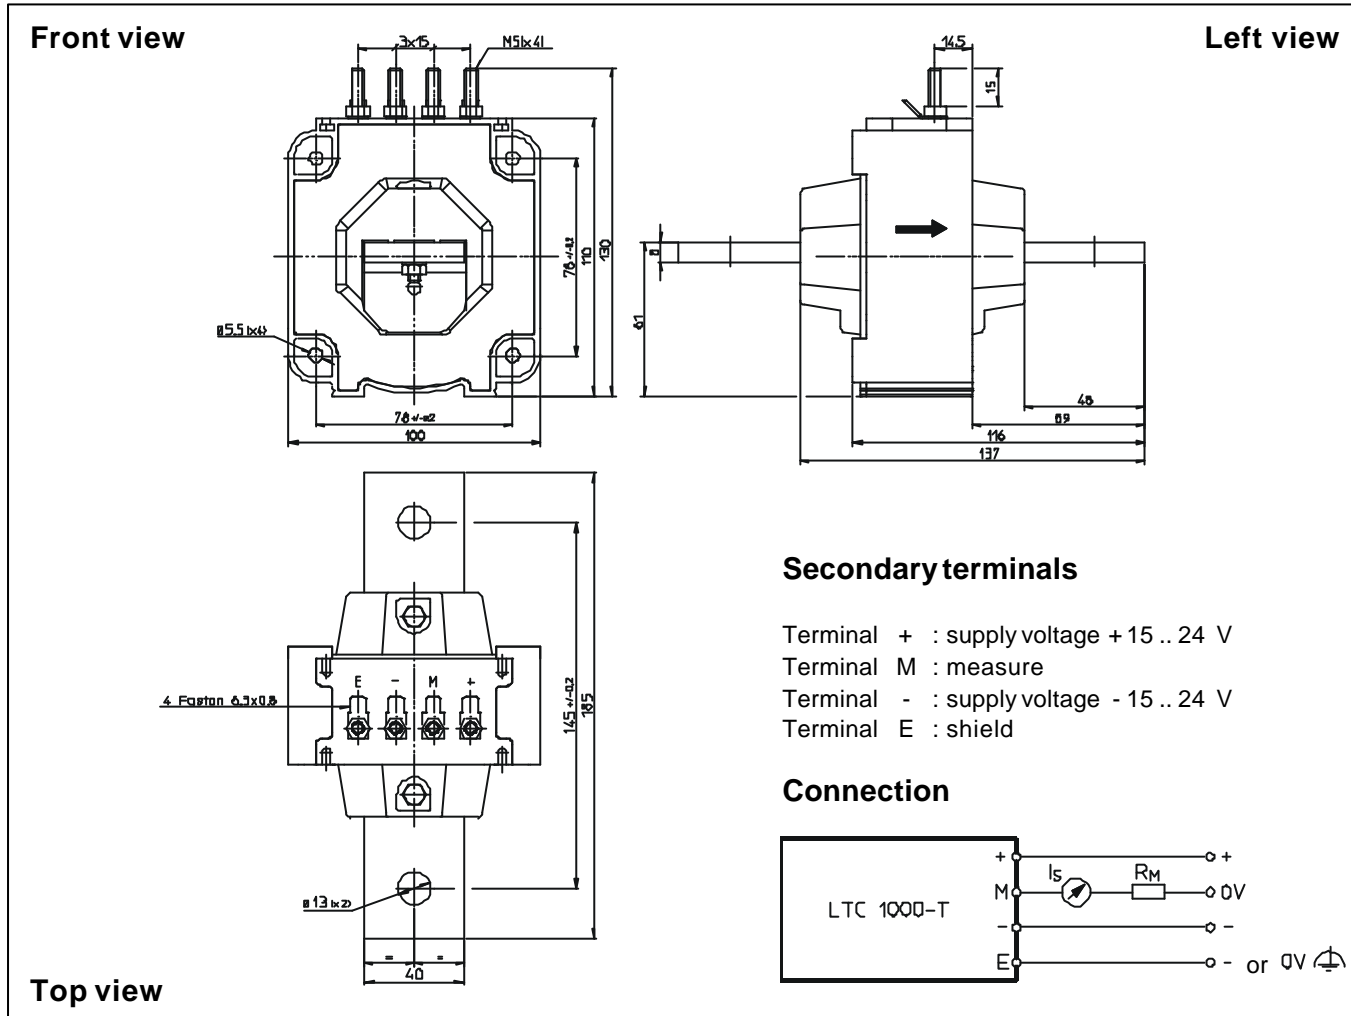 Front view
Left view
3x15
M5(x4)
14.5
15
78 +/-0.2
110
130
Ø5.5 (x4)
78 +/-0.2
100
8
61
48
69
116
137
E - M +
4 Faston 6.3x0.8
145 +/-0.2
185
Ø 13 (x2)
= =
40
Top view
Secondary terminals
Terminal + : supply voltage + 15 .. 24 V
Terminal M : measure
Terminal - : supply voltage - 15 .. 24 V
Terminal E : shield
Connection
LTC 1000-T
+ +
M IS RM 0V
- -
E - or 0V